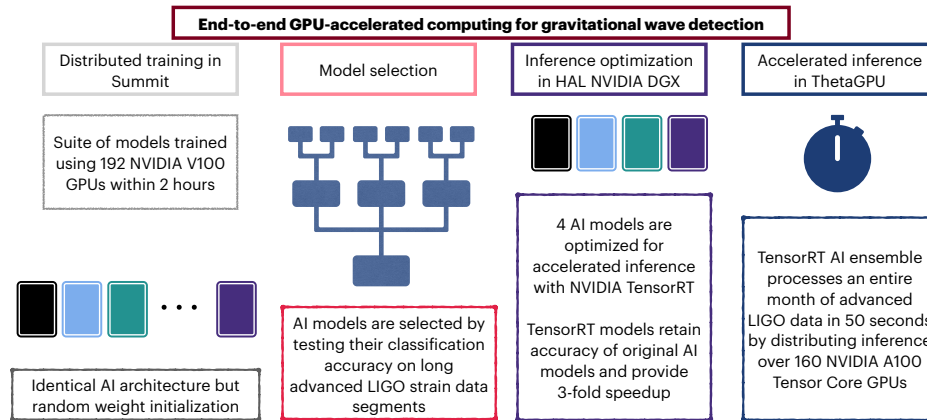 End-to-end GPU-accelerated computing for gravitational wave detection
Distributed training in
Summit
Suite of models trained
using 192 NVIDIA V100
GPUs within 2 hours
Identical AI architecture but
random weight initialization
Model selection
AI models are selected by
testing their classification
accuracy on long
advanced LIGO strain data
segments
Inference optimization
in HAL NVIDIA DGX
4 AI models are
optimized for
accelerated inference
with NVIDIA TensorRT
TensorRT models retain
accuracy of original AI
models and provide
3-fold speedup
Accelerated inference
in ThetaGPU
TensorRT AI ensemble
processes an entire
month of advanced
LIGO data in 50 seconds
by distributing inference
over 160 NVIDIA A100
Tensor Core GPUs